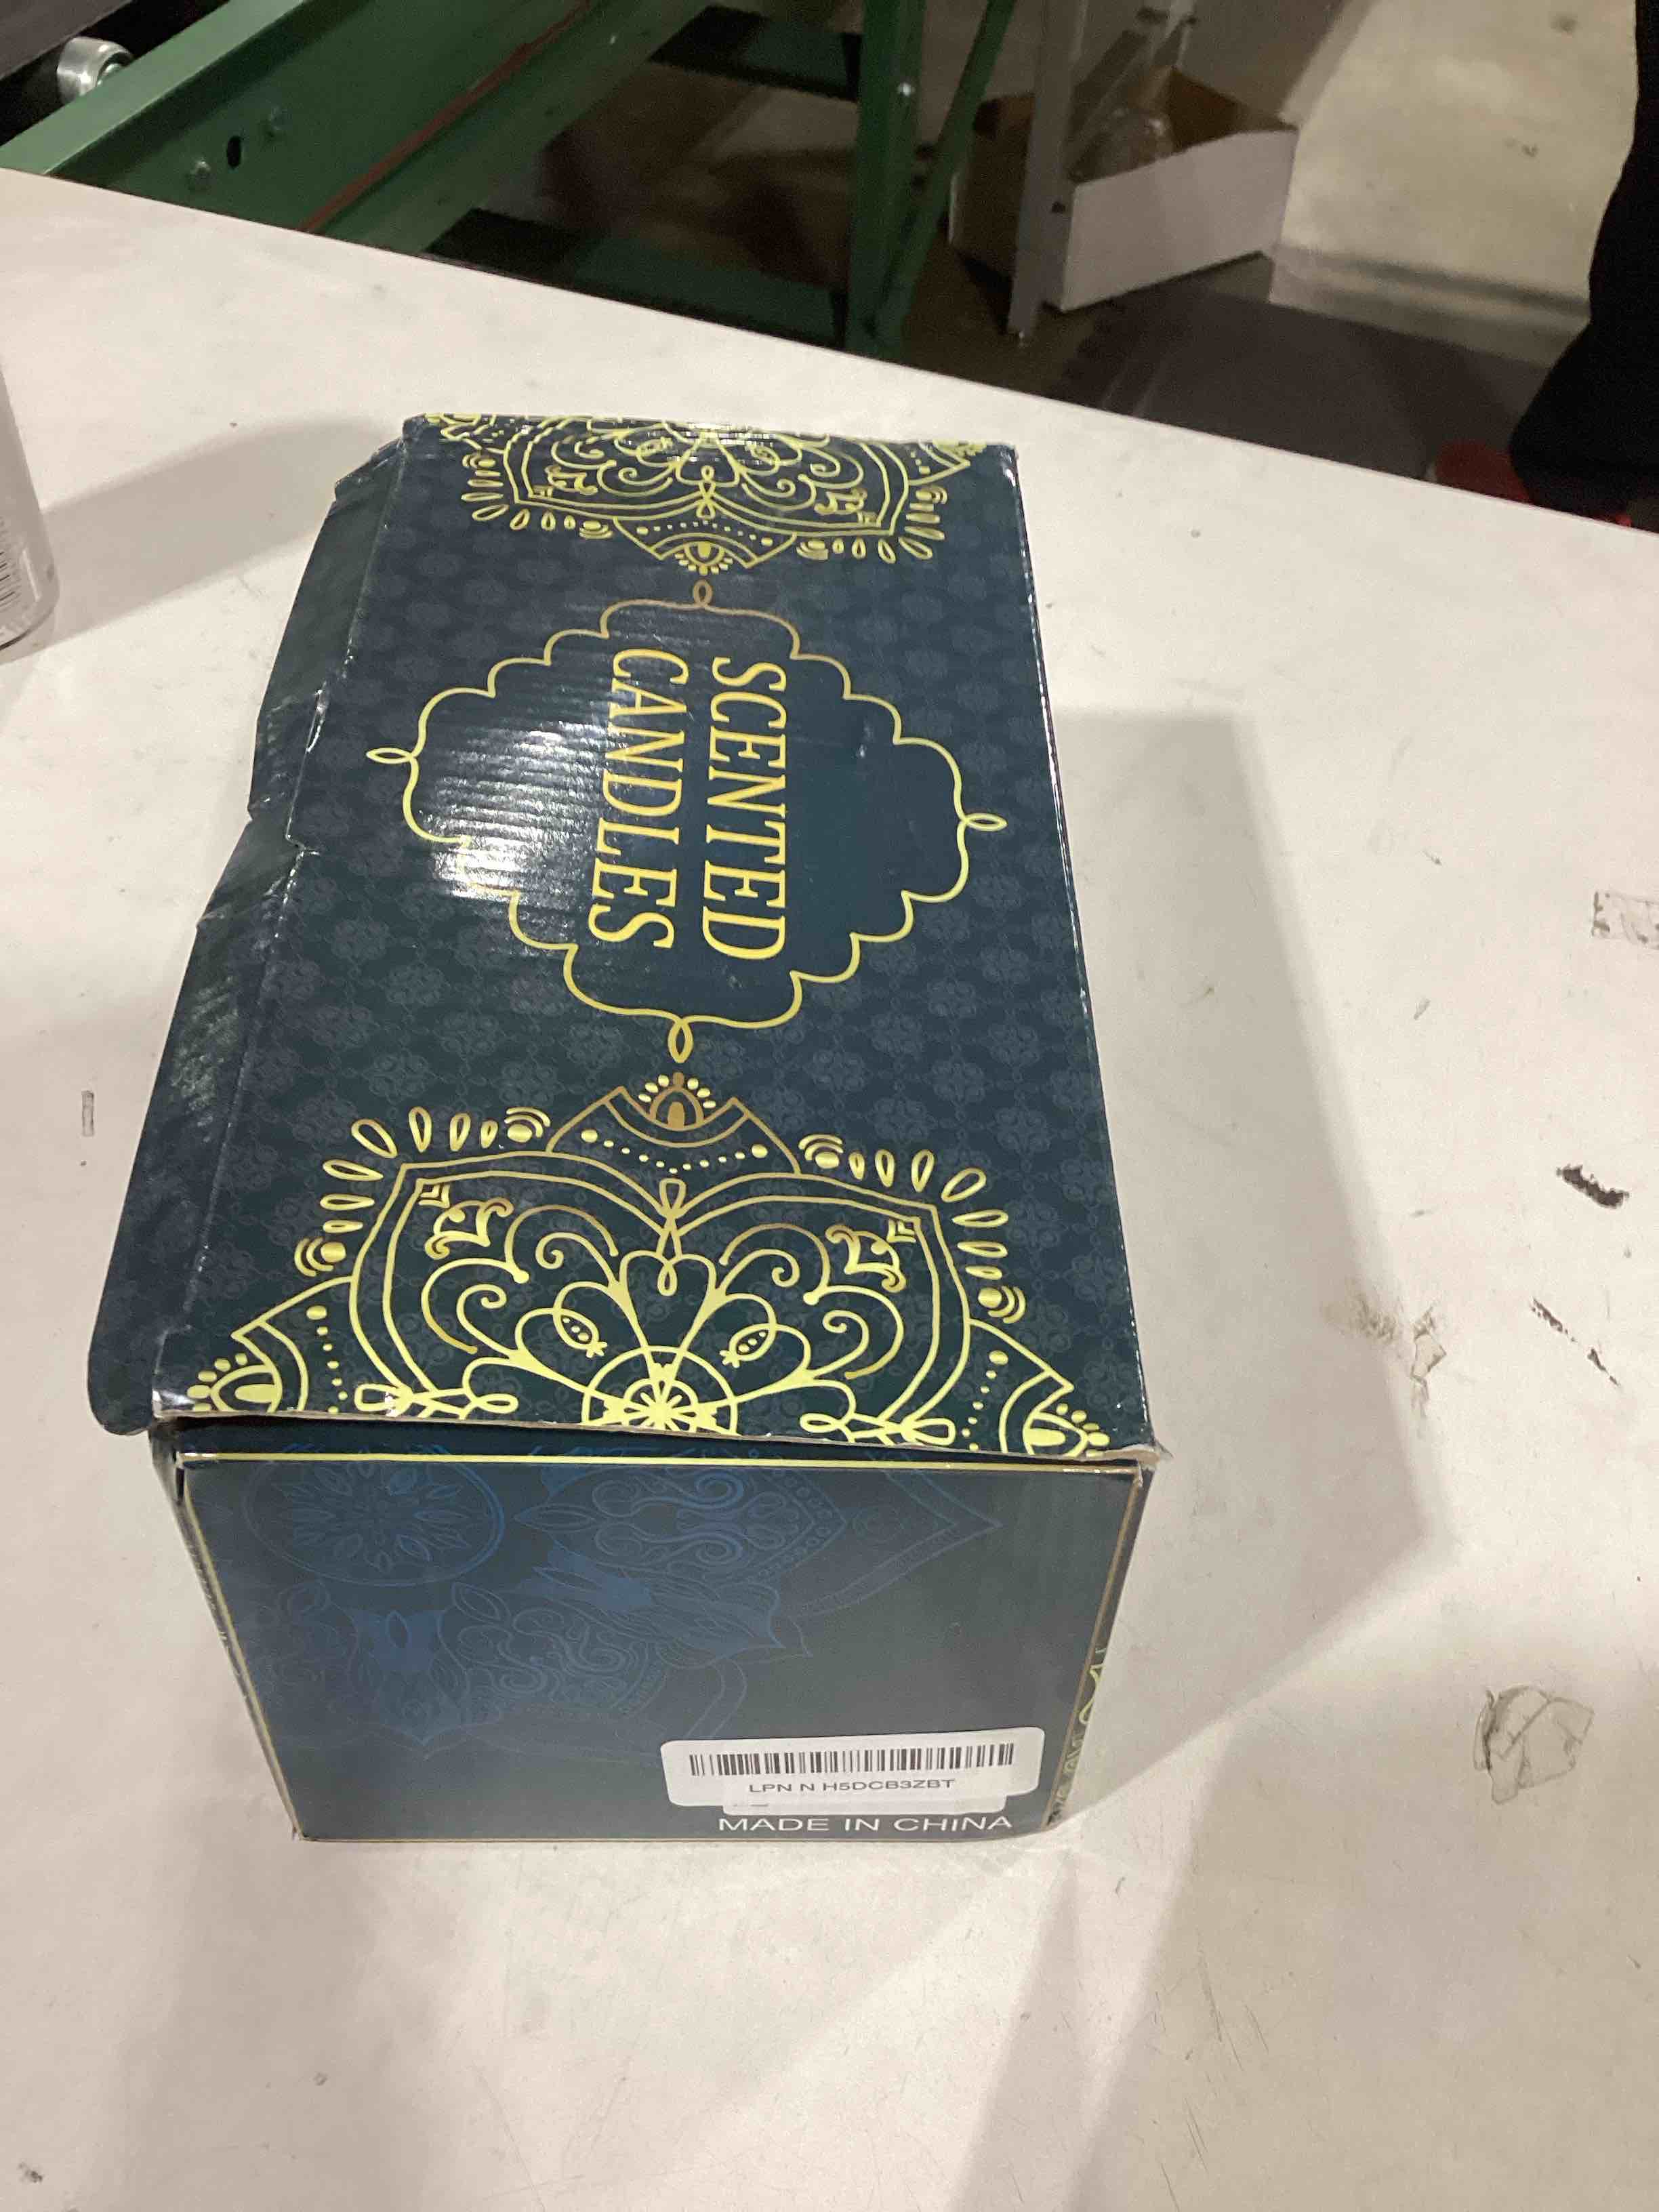 SCENTED
CANDLES
LPN N H5DCB3ZBT
MADE IN CHINA